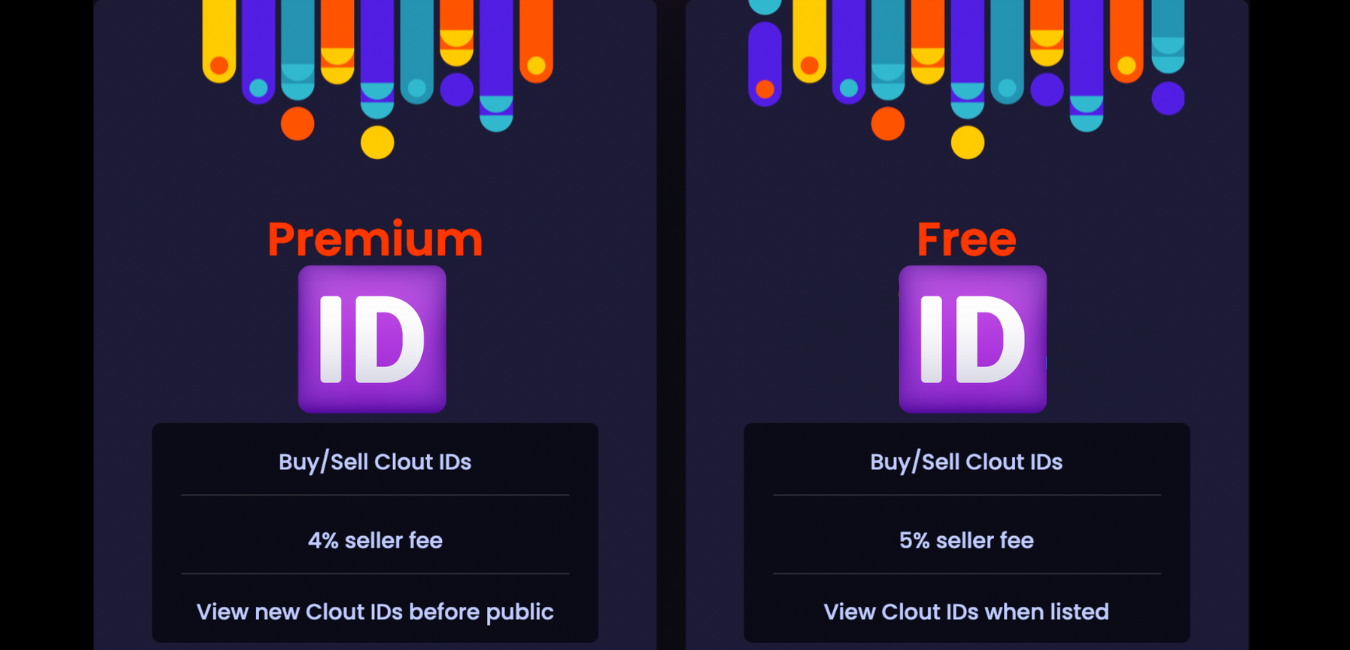 Premium
ID
Buy/Sell Clout IDs
4% seller fee
View new Clout IDs before public
Free
ID
Buy/Sell Clout IDs
5% seller fee
View Clout IDs when listed